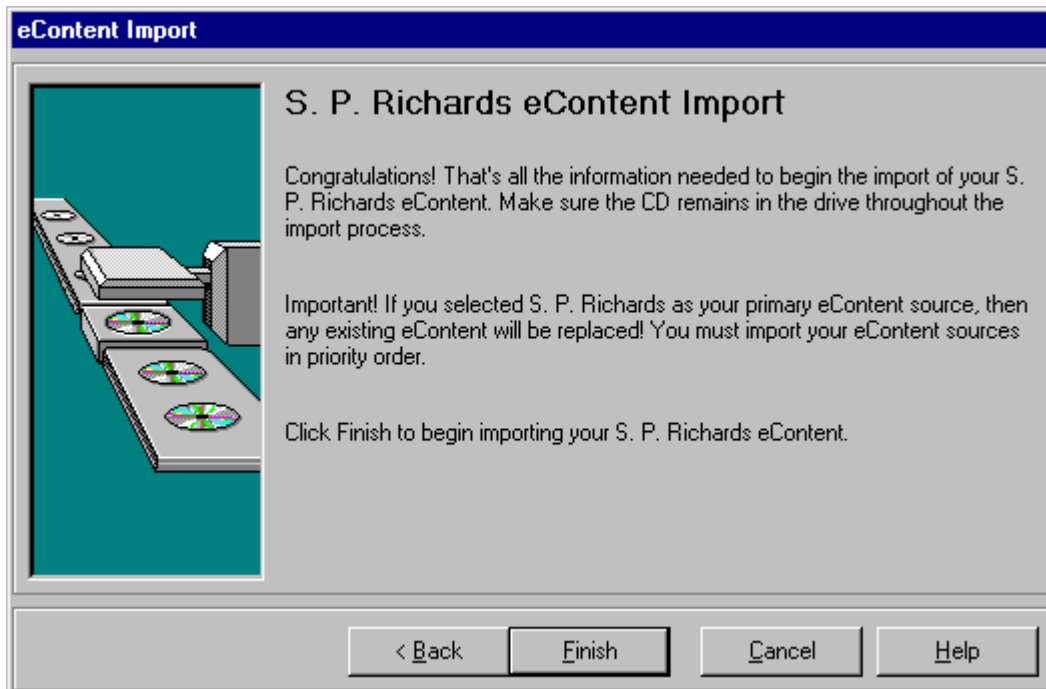 eContent Import
S. P. Richards eContent Import
Congratulations! That's all the information needed to begin the import of your S.
P. Richards eContent. Make sure the CD remains in the drive throughout the
import process.
Important! If you selected S. P. Richards as your primary eContent source, then
any existing eContent will be replaced! You must import your eContent sources
in priority order.
Click Finish to begin importing your S. P. Richards eContent.
< Back
Finish
Cancel
Help